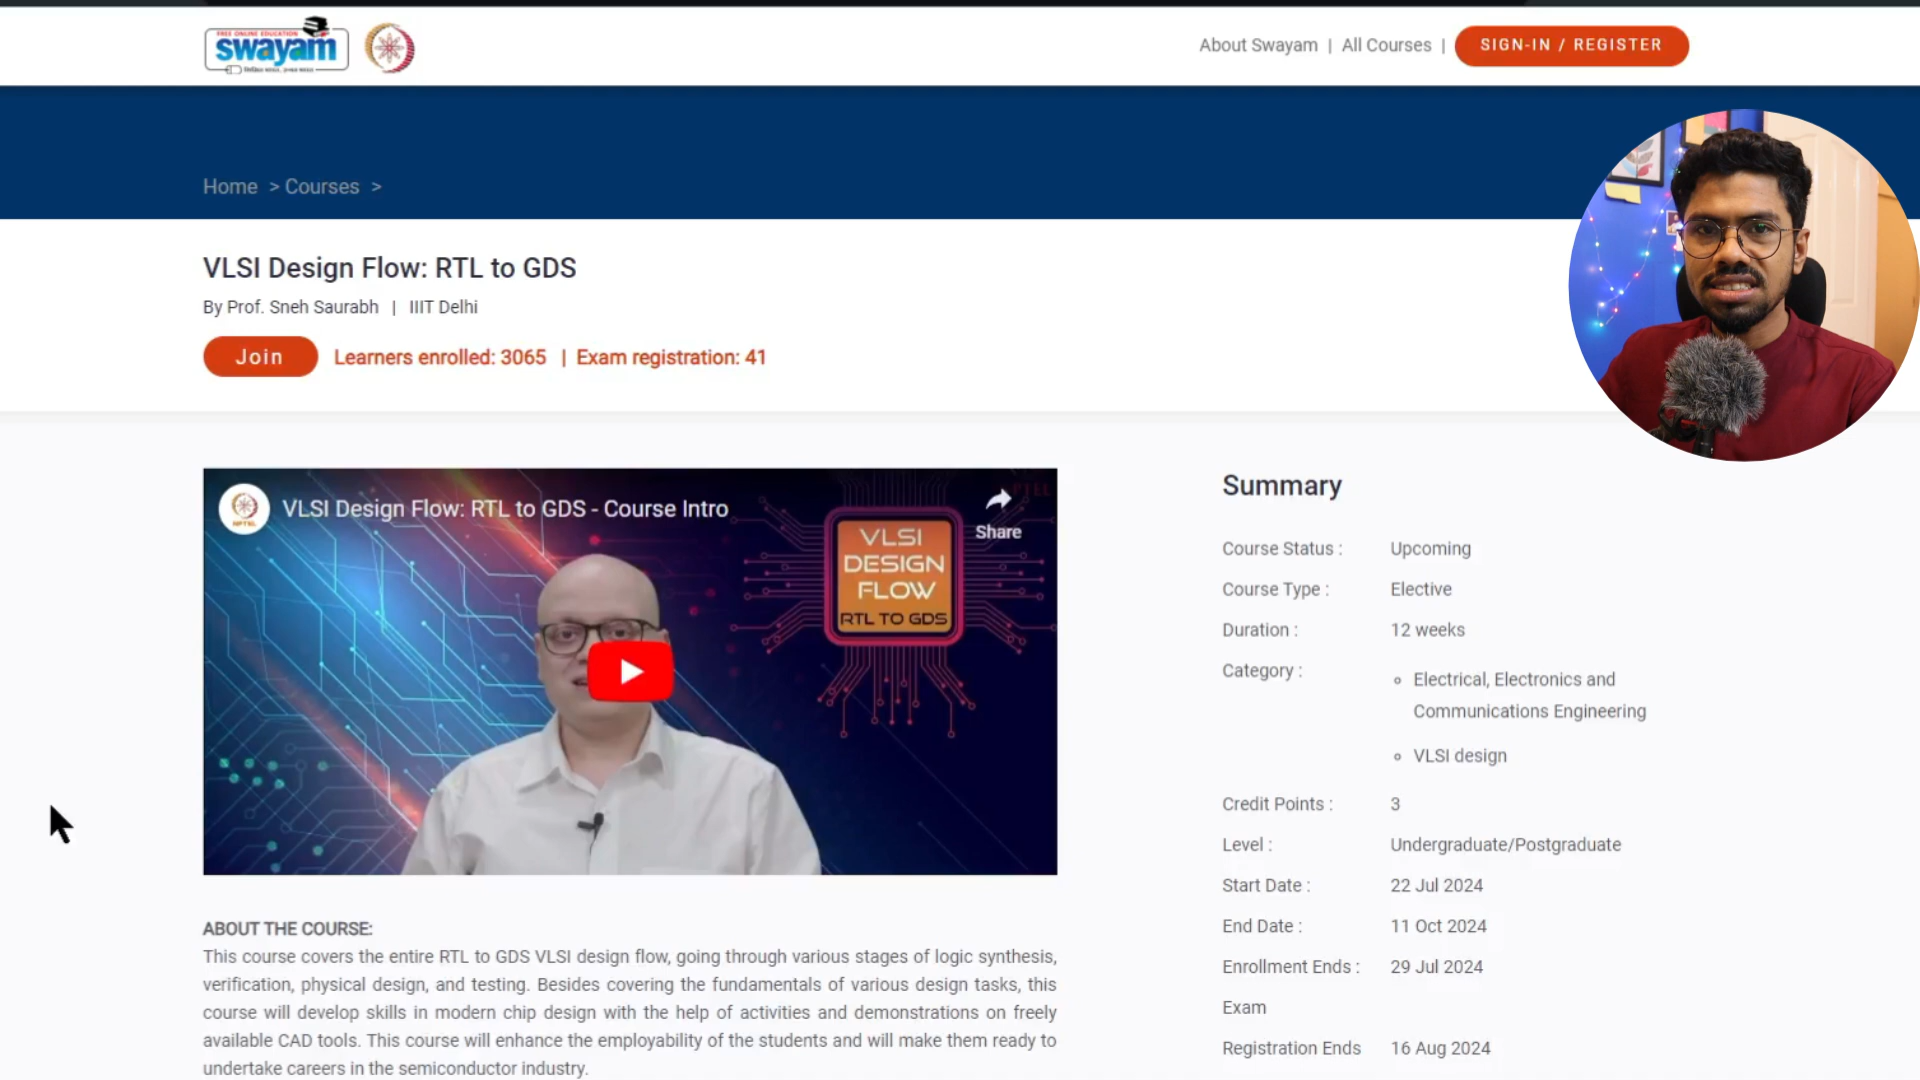 FREE ONLINE EDUCATION
swayam
About Swayam | All Courses | SIGN-IN / REGISTER
Home > Courses >
VLSI Design Flow: RTL to GDS
By Prof. Sneh Saurabh | IIIT Delhi
Join Learners enrolled: 3065 | Exam registration: 41
VLSI Design Flow: RTL to GDS - Course Intro
Share
NPTEL
VLSI
DESIGN
FLOW
RTL TO GDS
ABOUT THE COURSE:
This course covers the entire RTL to GDS VLSI design flow, going through various stages of logic synthesis,
verification, physical design, and testing. Besides covering the fundamentals of various design tasks, this
course will develop skills in modern chip design with the help of activities and demonstrations on freely
available CAD tools. This course will enhance the employability of the students and will make them ready to
undertake careers in the semiconductor industry.
Summary
Course Status : Upcoming
Course Type : Elective
Duration : 12 weeks
Category :
Electrical, Electronics and
Communications Engineering
VLSI design
Credit Points : 3
Level : Undergraduate/Postgraduate
Start Date : 22 Jul 2024
End Date : 11 Oct 2024
Enrollment Ends : 29 Jul 2024
Exam
Registration Ends 16 Aug 2024